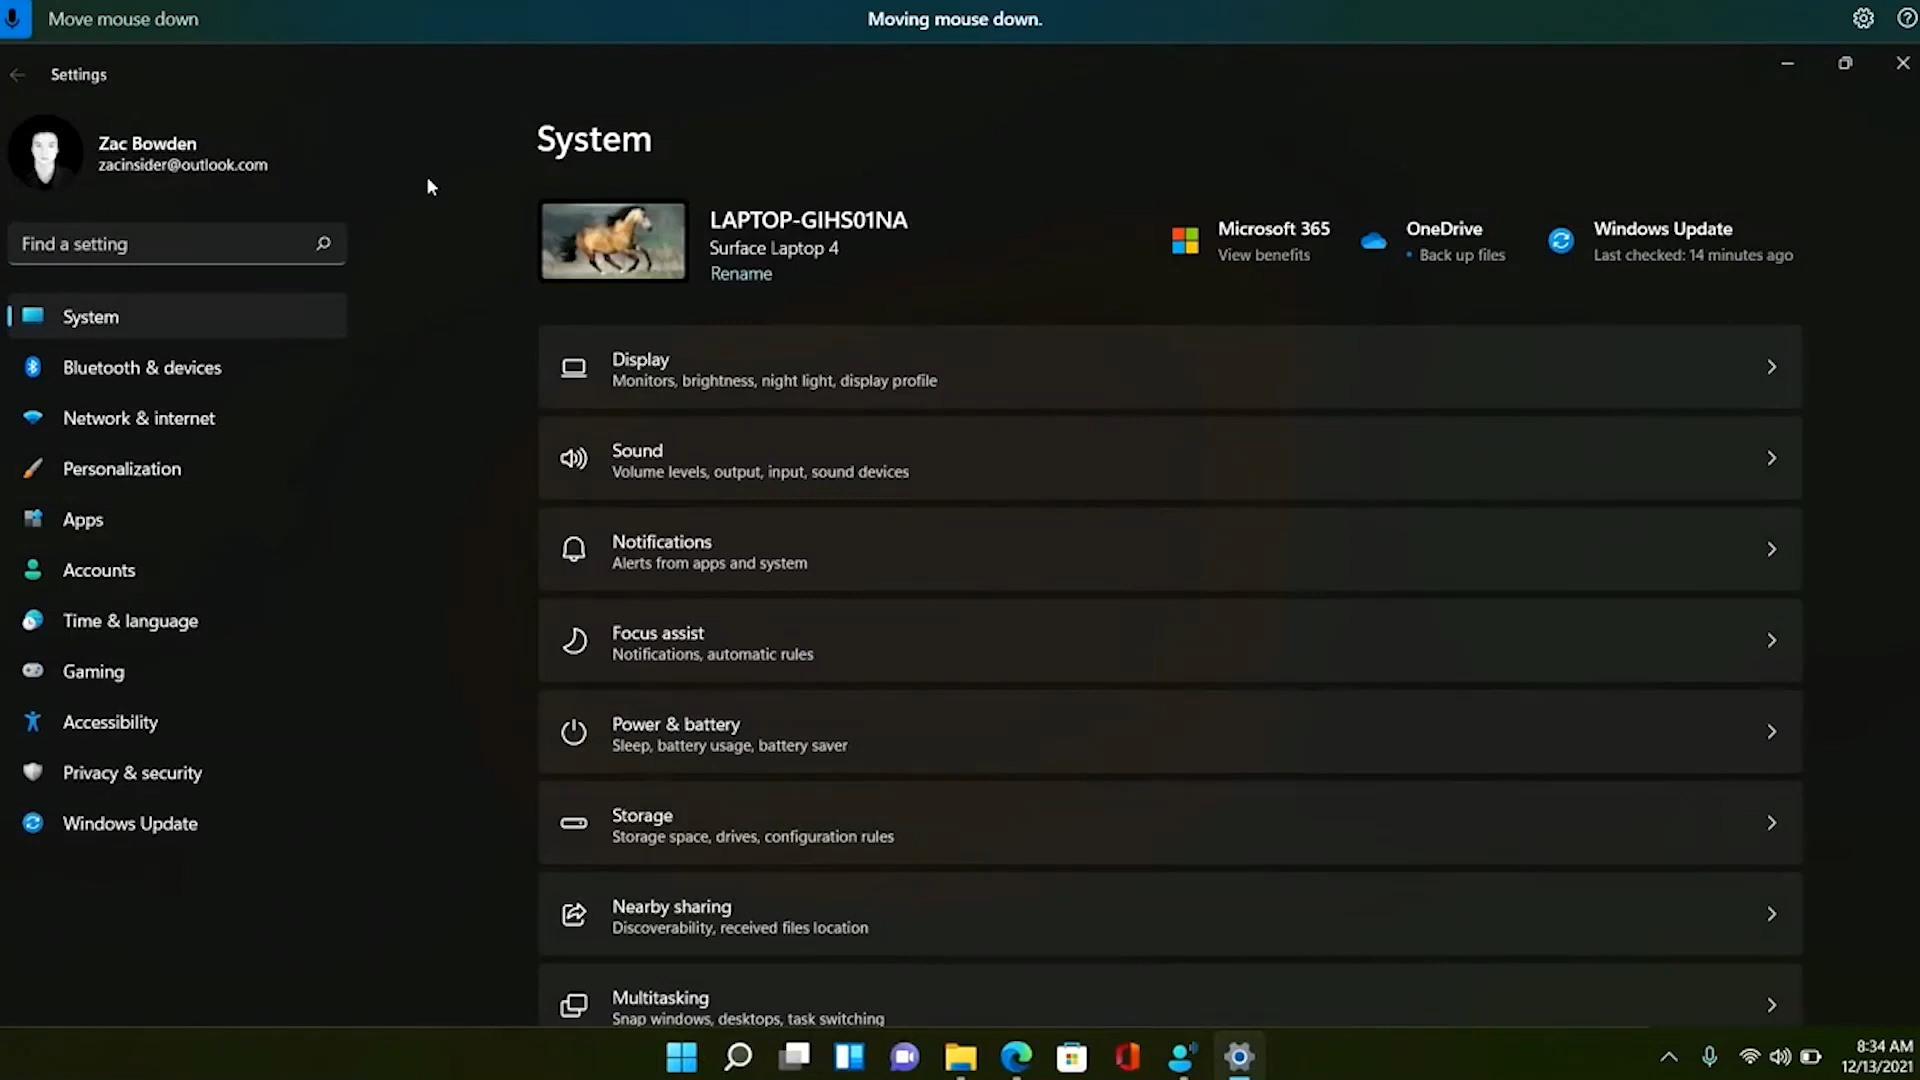 Move mouse down
Moving mouse down.
Settings
Zac Bowden
zacinsider@outlook.com
Find a setting
System
Bluetooth & devices
Network & internet
Personalization
Apps
Accounts
Time & language
Gaming
Accessibility
Privacy & security
Windows Update
System
LAPTOP-GIHS01NA
Surface Laptop 4
Rename
Microsoft 365
View benefits
OneDrive
• Back up files
Windows Update
Last checked: 14 minutes ago
Display
Monitors, brightness, night light, display profile
Sound
Volume levels, output, input, sound devices
Notifications
Alerts from apps and system
Focus assist
Notifications, automatic rules
Power & battery
Sleep, battery usage, battery saver
Storage
Storage space, drives, configuration rules
Nearby sharing
Discoverability, received files location
Multitasking
Snap windows, desktops, task switching
8:34 AM
12/13/2021